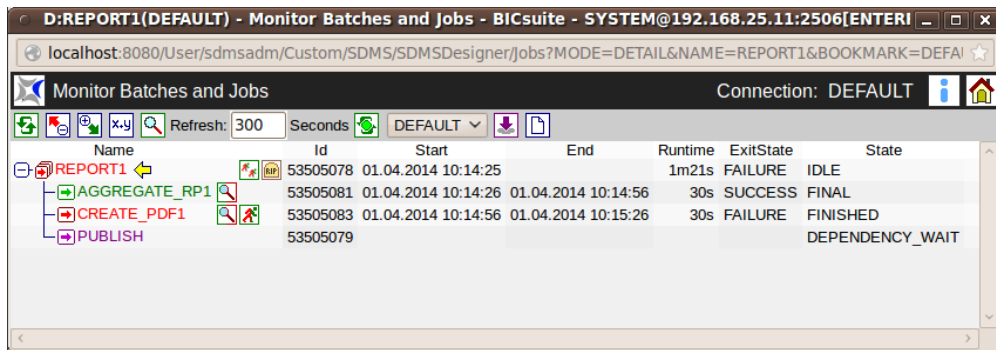 D:REPORT1(DEFAULT) - Monitor Batches and Jobs - BICsuite - SYSTEM@192.168.25.11:2506[ENTERI
localhost:8080/User/sdmsadm/Custom/SDMS/SDMSDesigner/Jobs?MODE=DETAIL&NAME=REPORT1&BOOKMARK=DEFA
Monitor Batches and Jobs Connection: DEFAULT
x+y Refresh: 300 Seconds DEFAULT
Name Id Start End Runtime ExitState State
REPORT1 RIP 53505078 01.04.2014 10:14:25 1m21s FAILURE IDLE
AGGREGATE_RP1 53505081 01.04.2014 10:14:26 01.04.2014 10:14:56 30s SUCCESS FINAL
CREATE_PDF1 53505083 01.04.2014 10:14:56 01.04.2014 10:15:26 30s FAILURE FINISHED
PUBLISH 53505079 DEPENDENCY_WAIT